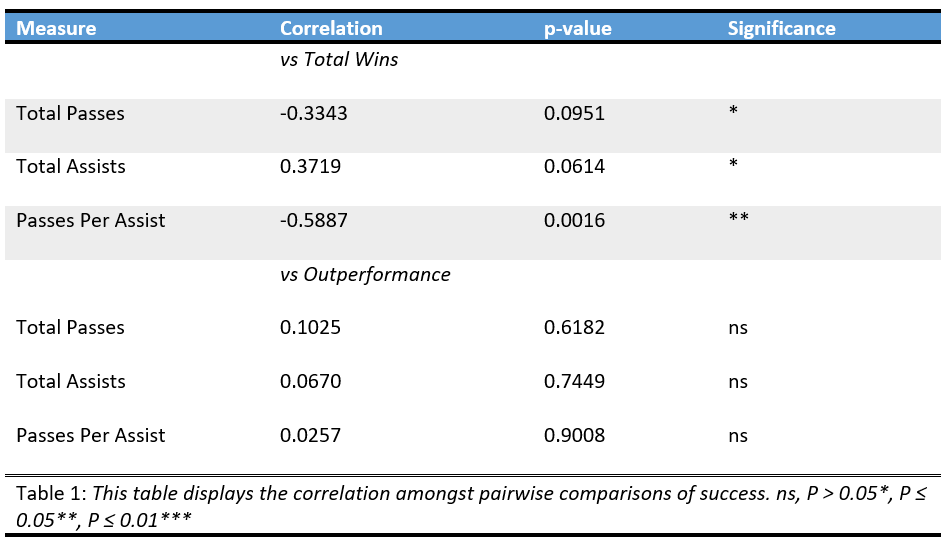 Measure Correlation p-value Significance
vs Total Wins
Total Passes -0.3343 0.0951 *
Total Assists 0.3719 0.0614 *
Passes Per Assist -0.5887 0.0016 **
vs Outperformance
Total Passes 0.1025 0.6182 ns
Total Assists 0.0670 0.7449 ns
Passes Per Assist 0.0257 0.9008 ns
Table 1: This table displays the correlation amongst pairwise comparisons of success. ns, P > 0.05*, P ≤
0.05**, P ≤ 0.01***